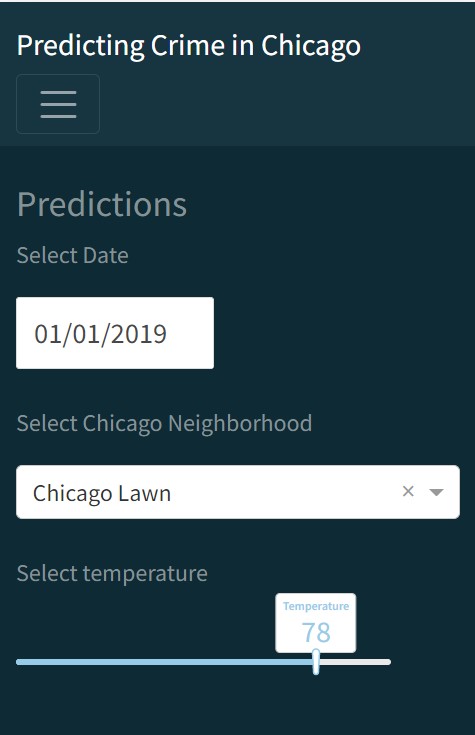 Predicting Crime in Chicago
Predictions
Select Date
01/01/2019
Select Chicago Neighborhood
Chicago Lawn
Select temperature
Temperature
78